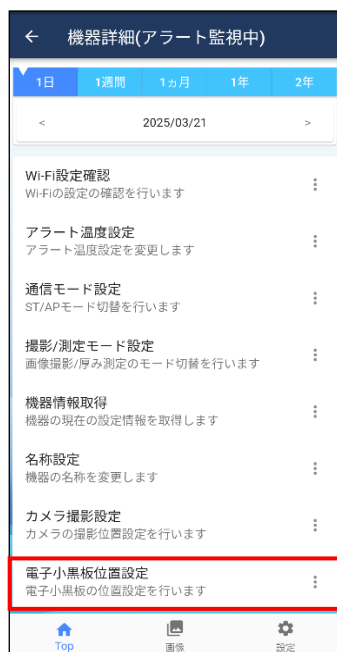 ← 機器詳細(アラート監視中)
1日 1週間 1ヵ月 1年 2年
< 2025/03/21 >
Wi-Fi設定確認
Wi-Fiの設定の確認を行います
アラート温度設定
アラート温度設定を変更します
通信モード設定
ST/APモード切替を行います
撮影/測定モード設定
画像撮影/厚み測定のモード切替を行います
機器情報取得
機器の現在の設定情報を取得します
名称設定
機器の名称を変更します
カメラ撮影設定
カメラの撮影位置設定を行います
電子小黒板位置設定
電子小黒板の位置設定を行います
Top 画像 設定